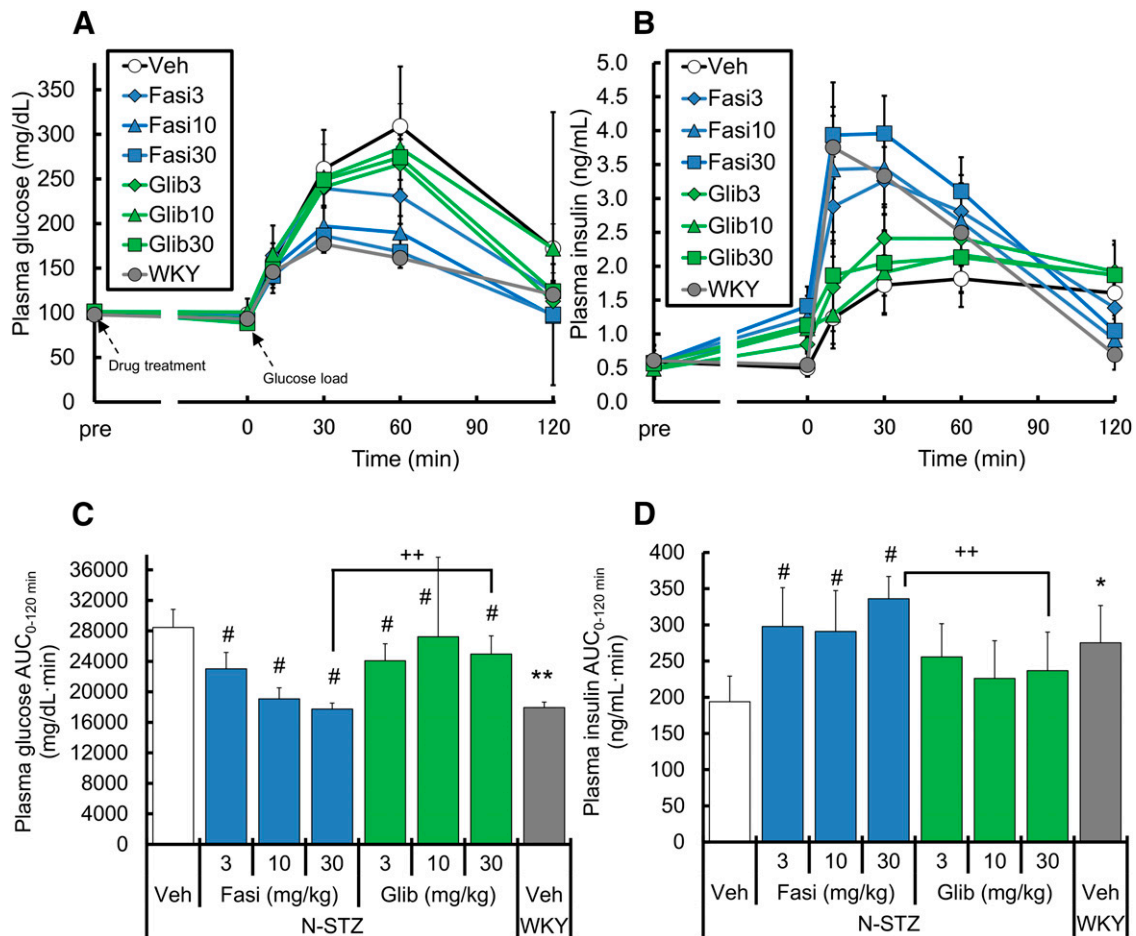 A
Plasma glucose (mg/dL)
350
300
250
200
150
100
50
0
Veh
Fasi3
Fasi10
Fasi30
Glib3
Glib10
Glib30
WKY
Drug treatment
Glucose load
pre
0
30
60
90
120
Time (min)
B
Plasma insulin (ng/mL)
5.0
4.5
4.0
3.5
3.0
2.5
2.0
1.5
1.0
0.5
0.0
Veh
Fasi3
Fasi10
Fasi30
Glib3
Glib10
Glib30
WKY
pre
0
30
60
90
120
Time (min)
C
Plasma glucose AUC0-120 min
(mg/dL·min)
36000
32000
28000
24000
20000
16000
12000
8000
4000
0
# # # ++ # # # **
3 10 30 3 10 30
Veh Fasi (mg/kg) Glib (mg/kg) Veh
N-STZ WKY
D
Plasma insulin AUC0-120 min
(ng/mL·min)
400
350
300
250
200
150
100
50
0
# # # ++ *
3 10 30 3 10 30
Veh Fasi (mg/kg) Glib (mg/kg) Veh
N-STZ WKY